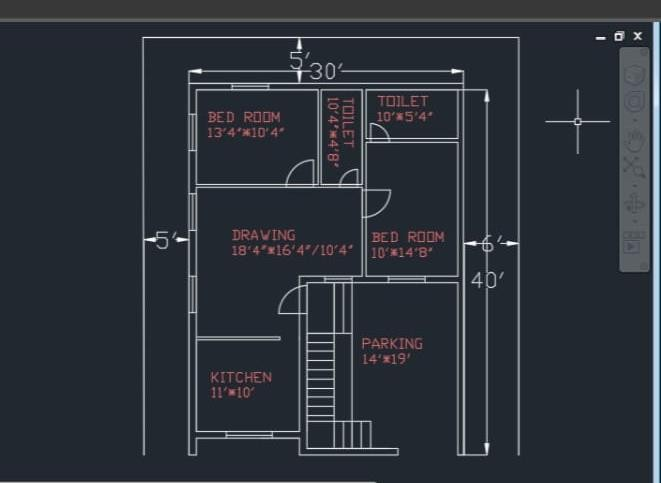 5'
30'
BED ROOM
13'4"*10'4"
TOILET
10'4"*4'8"
TOILET
10'*5'4"
DRAWING
18'4"*16'4"/10'4"
BED ROOM
10'*14'8"
5'
6'
40'
PARKING
14'*19'
KITCHEN
11'*10'